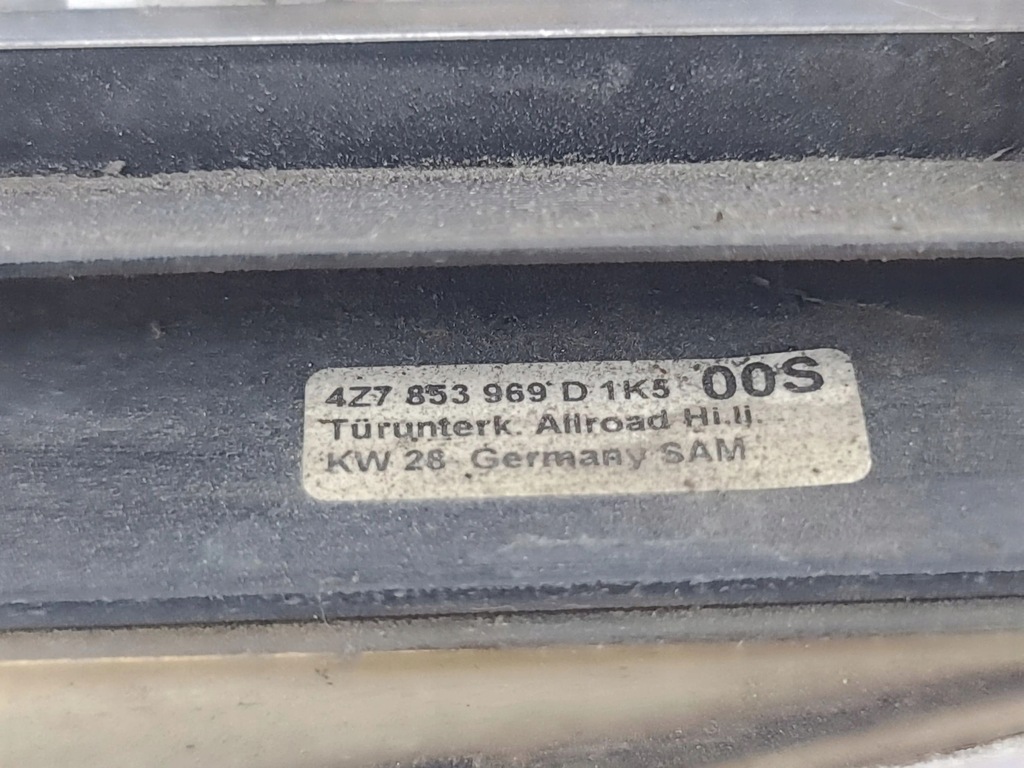 4Z7 853 969 D 1K5 00S
Türunterk. Allroad Hi.li.
KW 28 Germany SAM